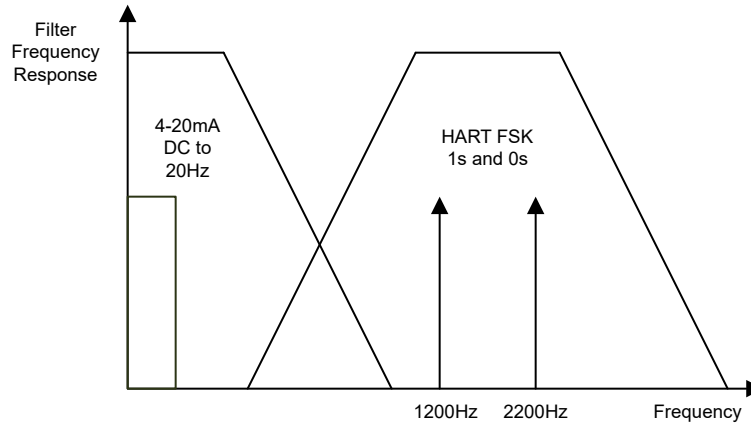 Filter
Frequency
Response
4-20mA
DC to
20Hz
HART FSK
1s and 0s
1200Hz
2200Hz
Frequency